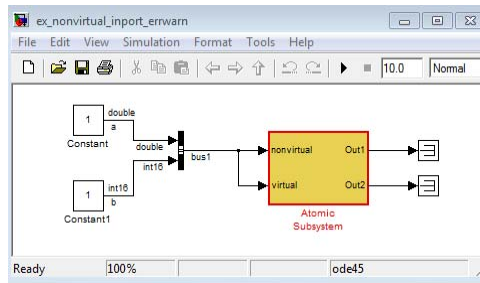 ex_nonvirtual_inport_errwarn
File Edit View Simulation Format Tools Help
10.0 Normal
1 double
a
Constant
double
int16
bus1
1 int16
b
Constant1
nonvirtual Out1
virtual Out2
Atomic
Subsystem
Ready 100% ode45